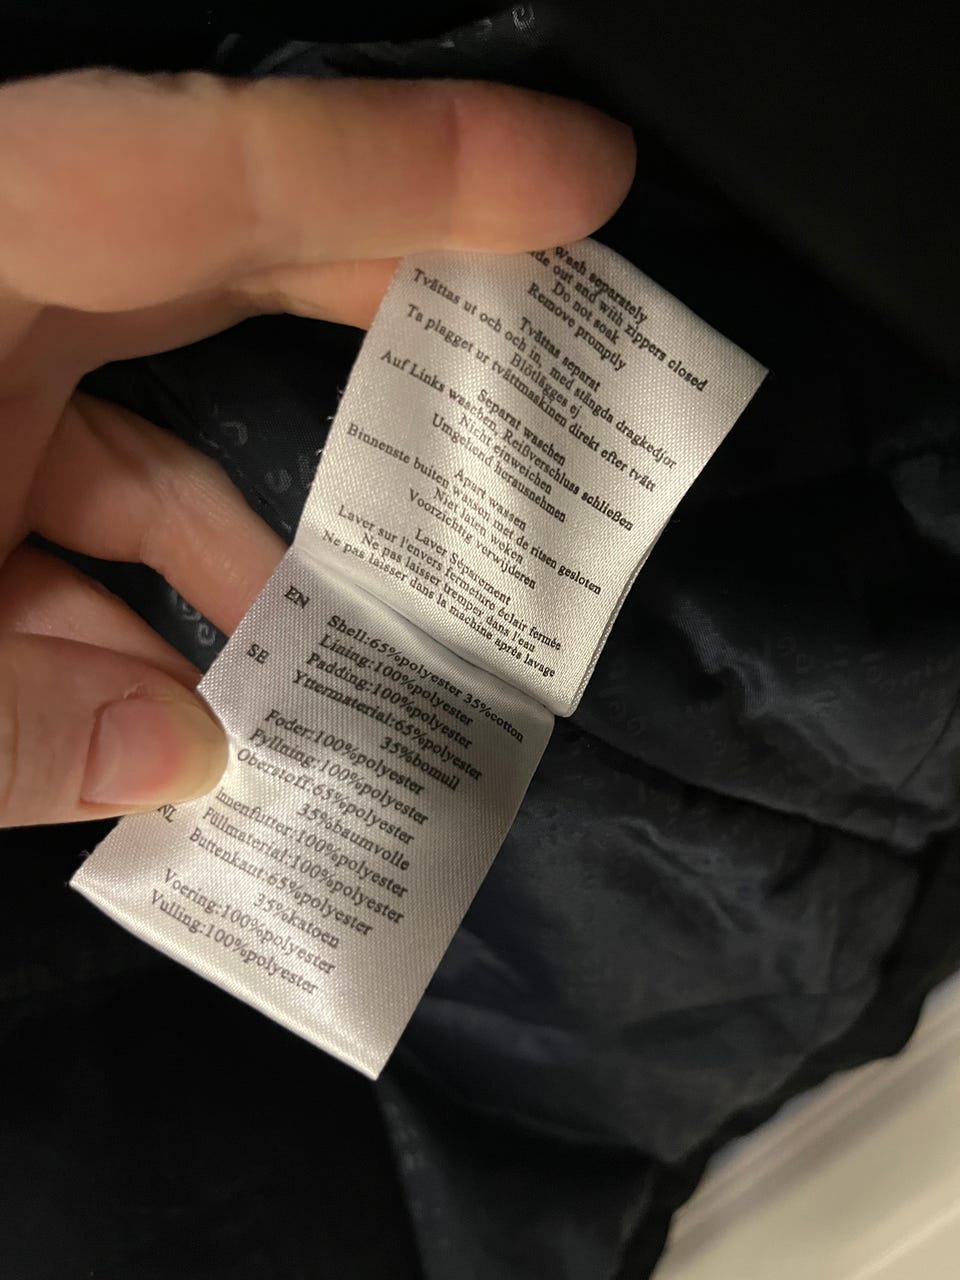 Wash separately
out and with zippers closed
Do not soak
Remove promptly
Tvättas separat
Tvättas ut och och in, med stängda dragkedjor
Blötlägges ej
Ta plagget ur tvättmaskinen direkt efter tvätt
Separat waschen
Auf Links waschen, Reißverschluss schließen
Nicht einweichen
Umgehend herausnehmen
Apart wassen
Binnenste buiten wassen met de ritsen gesloten
Niet laten weken
Voorzichtig verwijderen
Laver Séparement
Laver sur l'envers fermeture éclair fermée
Ne pas laisser tremper dans l'eau
Ne pas laisser dans la machine après lavage
EN Shell:65%polyester 35%cotton
Lining:100%polyester
Padding:100%polyester
SE Yttermaterial:65%polyester
35%bomull
Foder:100%polyester
Fyllning:100%polyester
Oberstoff:65%polyester
35%baumvolle
Innenfutter:100%polyester
Füllmaterial:100%polyester
NL Buitenkant:65%polyester
35%katoen
Voering:100%polyester
Vulling:100%polyester